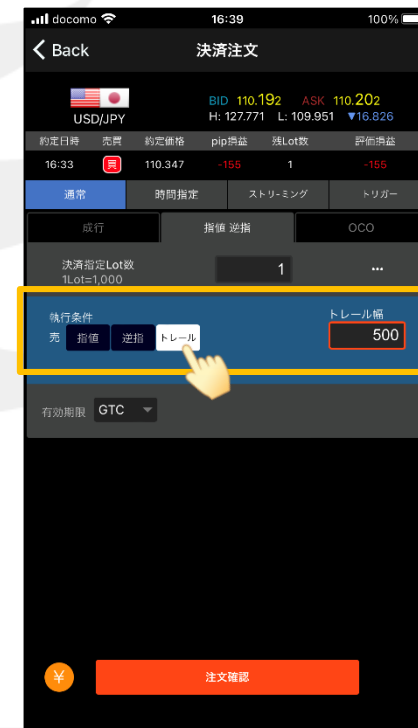 docomo 16:39 100%
Back 決済注文
BID 110.192 ASK 110.202
USD/JPY H: 127.771 L: 109.951 ▼16.826
約定日時 売買 約定価格 pip損益 残Lot数 評価損益
16:33 買 110.347 -155 1 -155
通常 時間指定 ストリーミング トリガー
成行 指値 逆指 OCO
決済指定Lot数 1 ...
1Lot=1,000
執行条件 トレール幅
売 指値 逆指 トレール 500
有効期限 GTC
¥ 注文確認